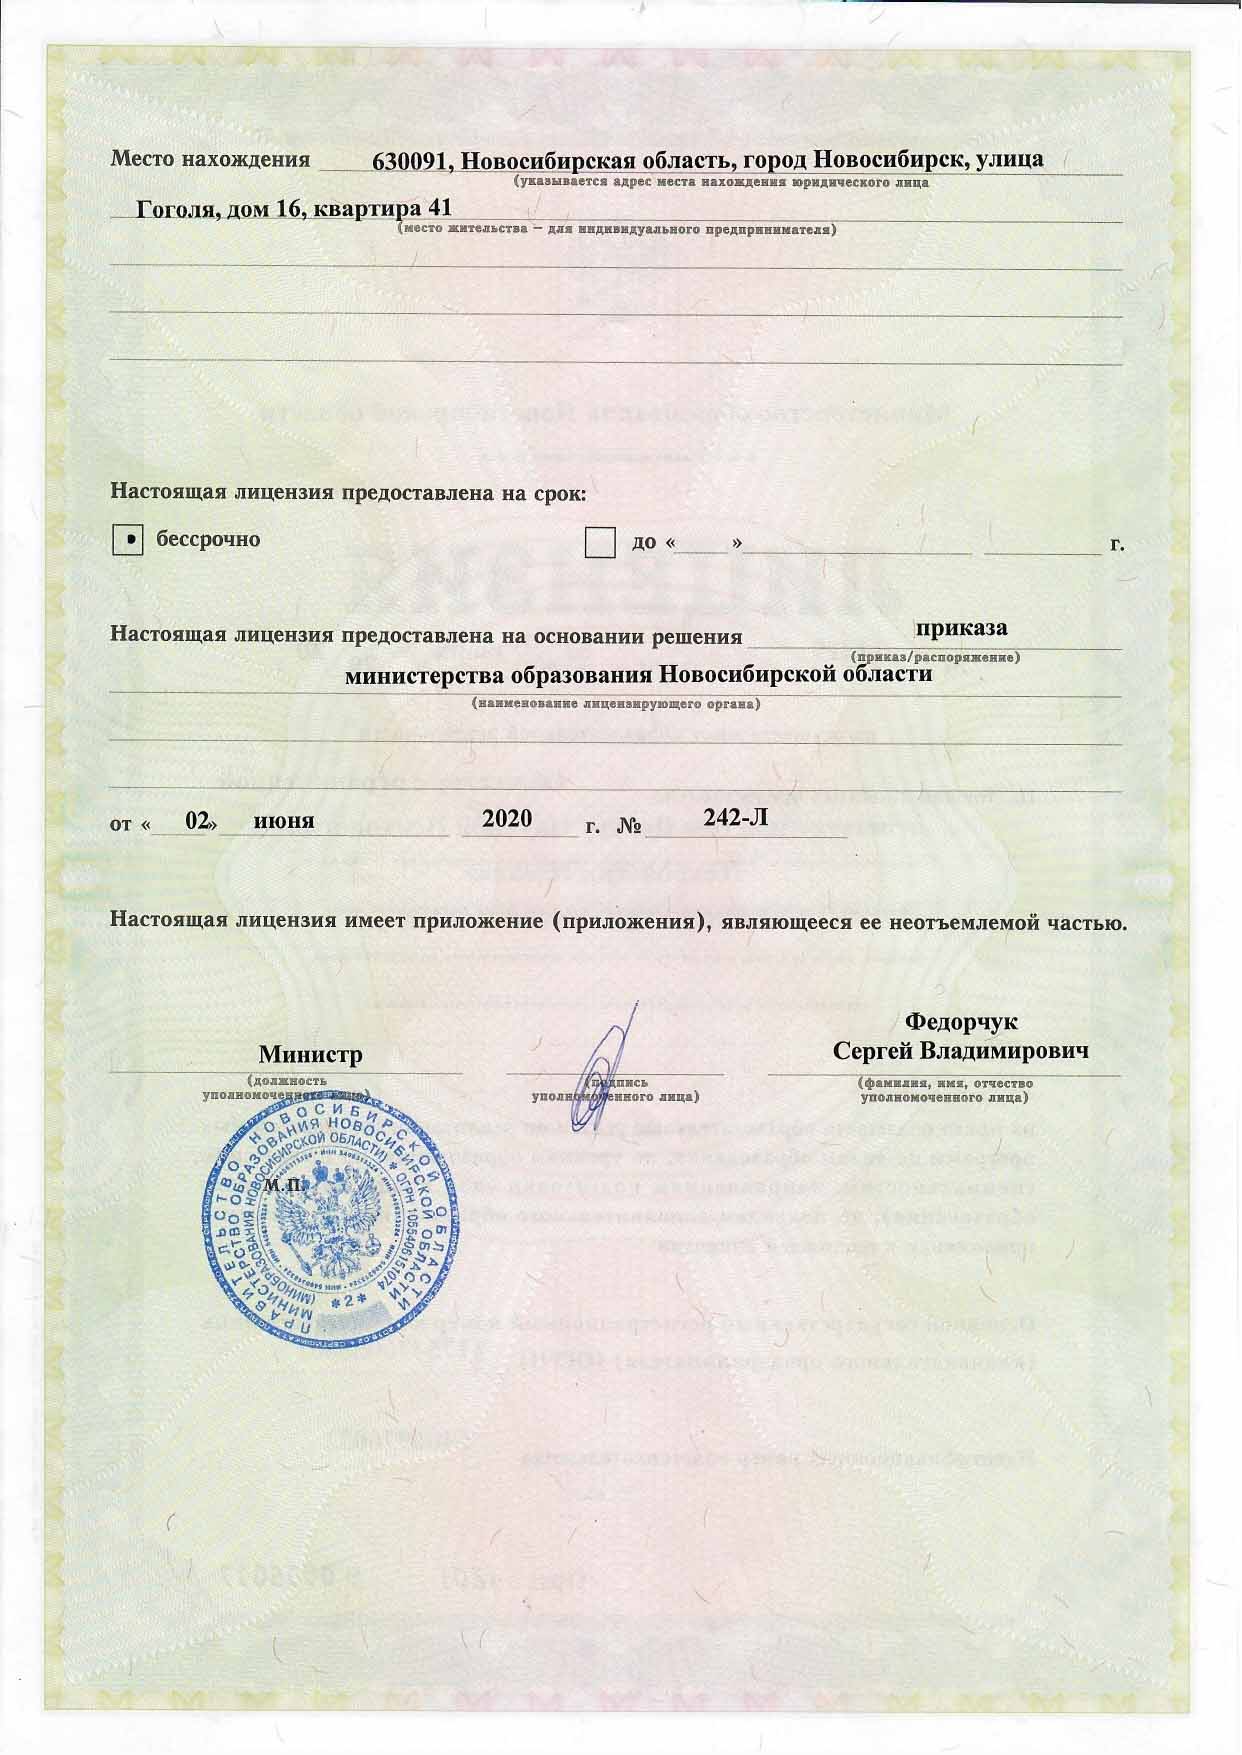 Место нахождения 630091, Новосибирская область, город Новосибирск, улица
(указывается адрес места нахождения юридического лица
Гоголя, дом 16, квартира 41
(место жительства – для индивидуального предпринимателя)
Настоящая лицензия предоставлена на срок:
бессрочно до « » г.
Настоящая лицензия предоставлена на основании решения приказа
(приказ/распоряжение)
министерства образования Новосибирской области
(наименование лицензирующего органа)
от « 02» июня 2020 г. № 242-Л
Настоящая лицензия имеет приложение (приложения), являющееся ее неотъемлемой частью.
Федорчук
Министр Сергей Владимирович
(должность (подпись (фамилия, имя, отчество
уполномоченного лица) уполномоченного лица) уполномоченного лица)
М.П.
ПРАВИТЕЛЬСТВО НОВОСИБИРСКОЙ ОБЛАСТИ
МИНИСТЕРСТВО ОБРАЗОВАНИЯ НОВОСИБИРСКОЙ ОБЛАСТИ
(МИНОБРАЗОВАНИЯ НОВОСИБИРСКОЙ ОБЛАСТИ) * ОГРН 1055406151074
* 2 *